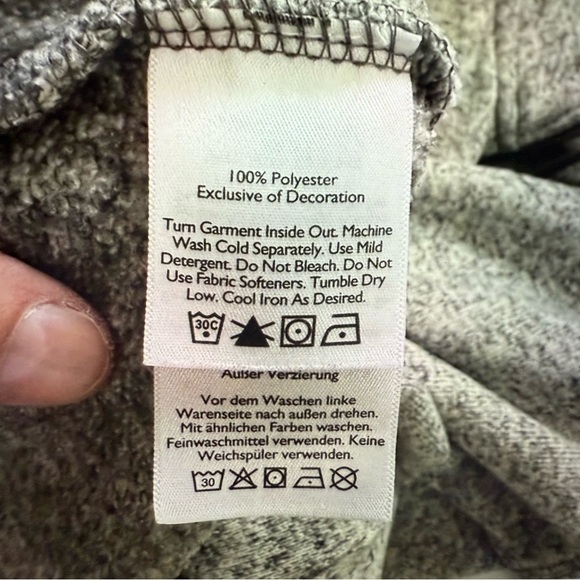 100% Polyester
Exclusive of Decoration
Turn Garment Inside Out. Machine
Wash Cold Separately. Use Mild
Detergent. Do Not Bleach. Do Not
Use Fabric Softeners. Tumble Dry
Low. Cool Iron As Desired.
30C
Außer Verzierung
Vor dem Waschen linke
Warenseite nach außen drehen.
Mit ähnlichen Farben waschen.
Feinwaschmittel verwenden. Keine
Weichspüler verwenden.
30